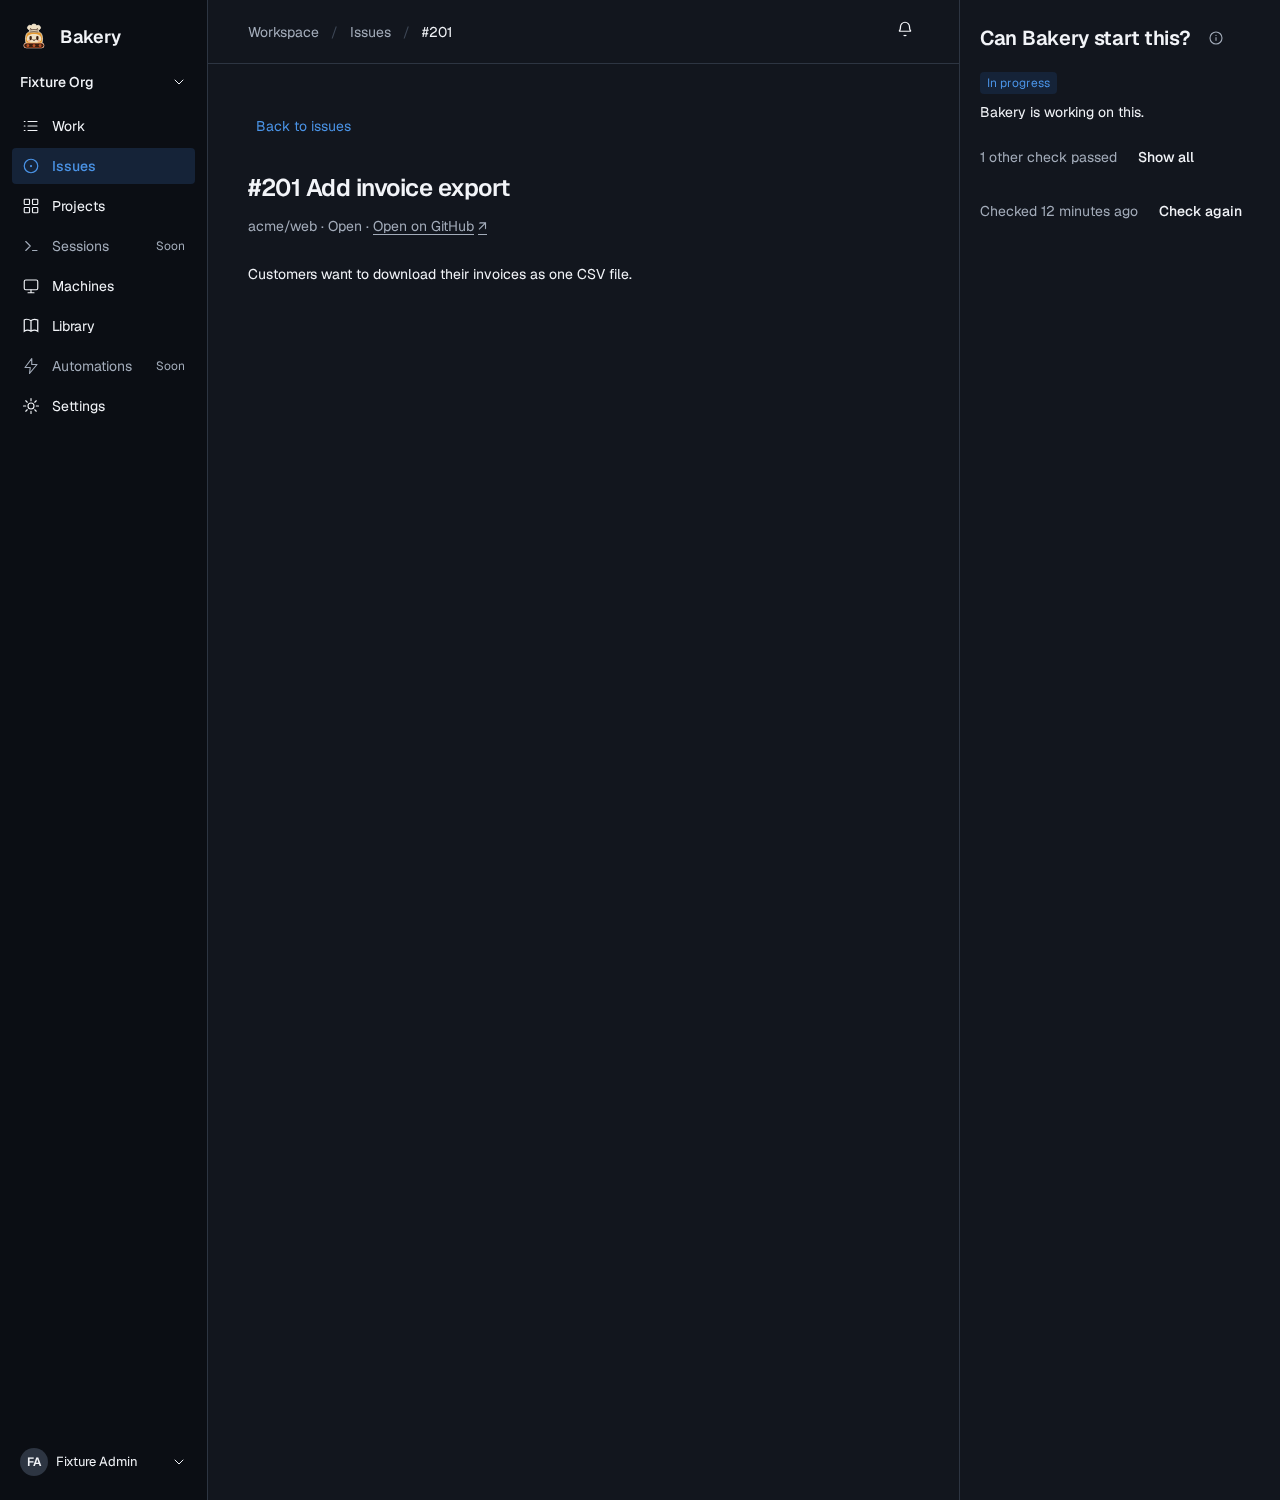 Bakery
Fixture Org
Work
Issues
Projects
Sessions Soon
Machines
Library
Automations Soon
Settings
FA Fixture Admin
Workspace / Issues / #201
Back to issues
#201 Add invoice export
acme/web · Open · Open on GitHub ↗
Customers want to download their invoices as one CSV file.
Can Bakery start this?
In progress
Bakery is working on this.
1 other check passed Show all
Checked 12 minutes ago Check again